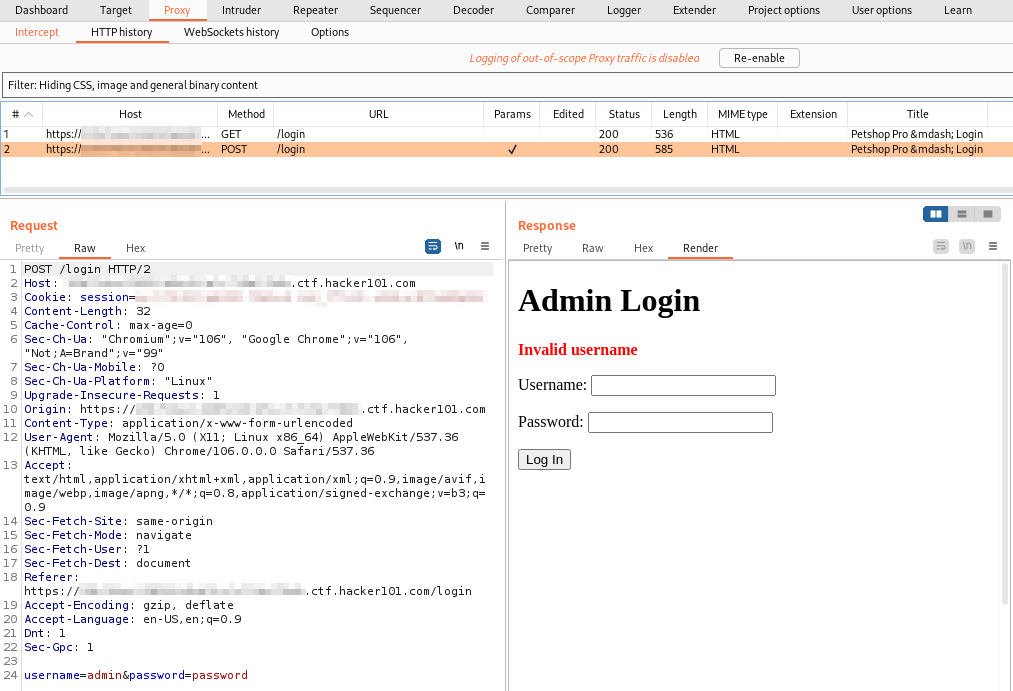 Dashboard Target Proxy Intruder Repeater Sequencer Decoder Comparer Logger Extender Project options User options Learn
Intercept HTTP history WebSockets history Options
Logging of out-of-scope Proxy traffic is disabled Re-enable
Filter: Hiding CSS, image and general binary content
# Host Method URL Params Edited Status Length MIME type Extension Title
1 https:// ... GET /login 200 536 HTML Petshop Pro &mdash; Login
2 https:// ... POST /login ✓ 200 585 HTML Petshop Pro &mdash; Login
Request
Pretty Raw Hex
\n
1 POST /login HTTP/2
2 Host: .ctf.hacker101.com
3 Cookie: session=
4 Content-Length: 32
5 Cache-Control: max-age=0
6 Sec-Ch-Ua: "Chromium";v="106", "Google Chrome";v="106",
"Not;A=Brand";v="99"
7 Sec-Ch-Ua-Mobile: ?0
8 Sec-Ch-Ua-Platform: "Linux"
9 Upgrade-Insecure-Requests: 1
10 Origin: https:// .ctf.hacker101.com
11 Content-Type: application/x-www-form-urlencoded
12 User-Agent: Mozilla/5.0 (X11; Linux x86_64) AppleWebKit/537.36
(KHTML, like Gecko) Chrome/106.0.0.0 Safari/537.36
13 Accept:
text/html,application/xhtml+xml,application/xml;q=0.9,image/avif,i
mage/webp,image/apng,*/*;q=0.8,application/signed-exchange;v=b3;q=
0.9
14 Sec-Fetch-Site: same-origin
15 Sec-Fetch-Mode: navigate
16 Sec-Fetch-User: ?1
17 Sec-Fetch-Dest: document
18 Referer:
https:// .ctf.hacker101.com/login
19 Accept-Encoding: gzip, deflate
20 Accept-Language: en-US,en;q=0.9
21 Dnt: 1
22 Sec-Gpc: 1
23
24 username=admin&password=password
Response
Pretty Raw Hex Render
\n
Admin Login
Invalid username
Username:
Password:
Log In